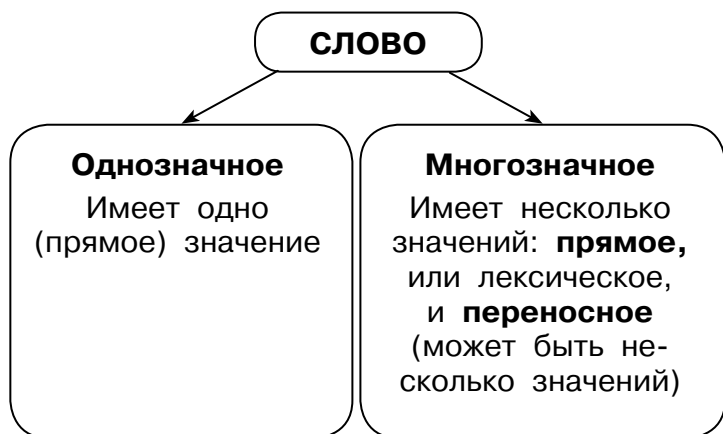 СЛОВО
Однозначное
Имеет одно
(прямое) значение
Многозначное
Имеет несколько
значений: прямое,
или лексическое,
и переносное
(может быть не-
сколько значений)